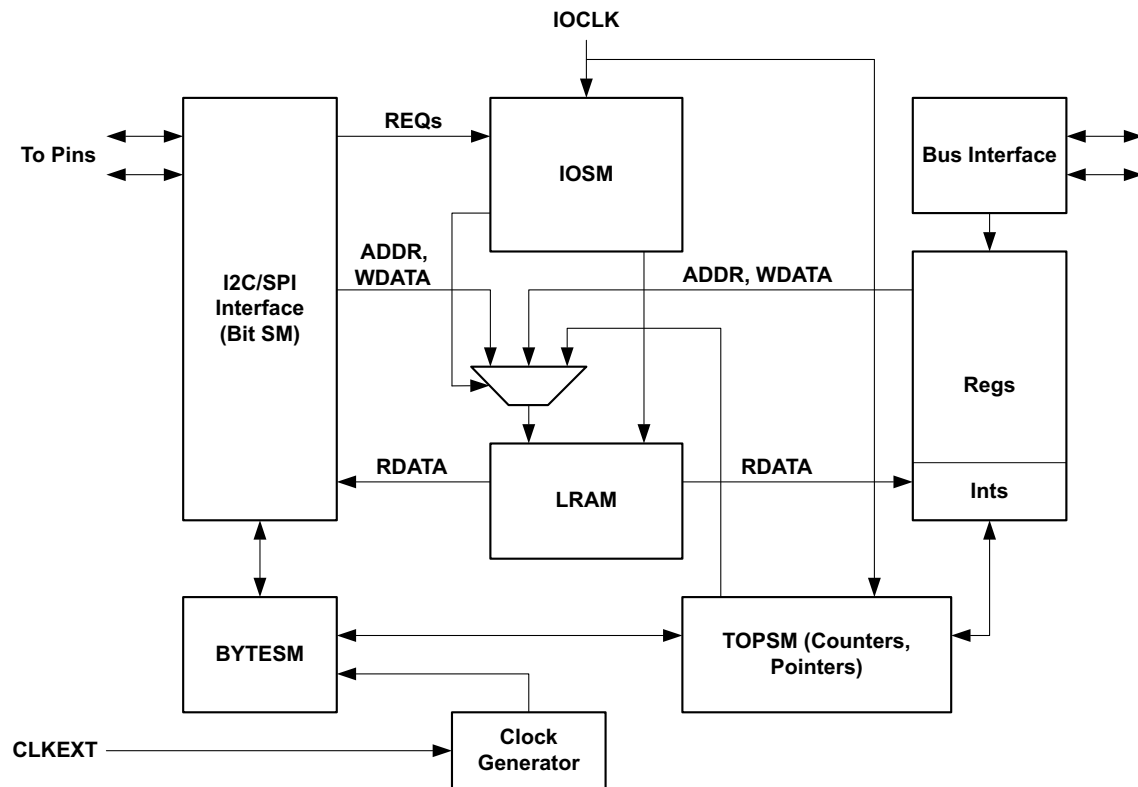 IOCLK
To Pins
REQs
IOSM
Bus Interface
I2C/SPI
Interface
(Bit SM)
ADDR,
WDATA
ADDR, WDATA
Regs
RDATA
LRAM
RDATA
Ints
BYTESM
TOPSM (Counters,
Pointers)
CLKEXT
Clock
Generator